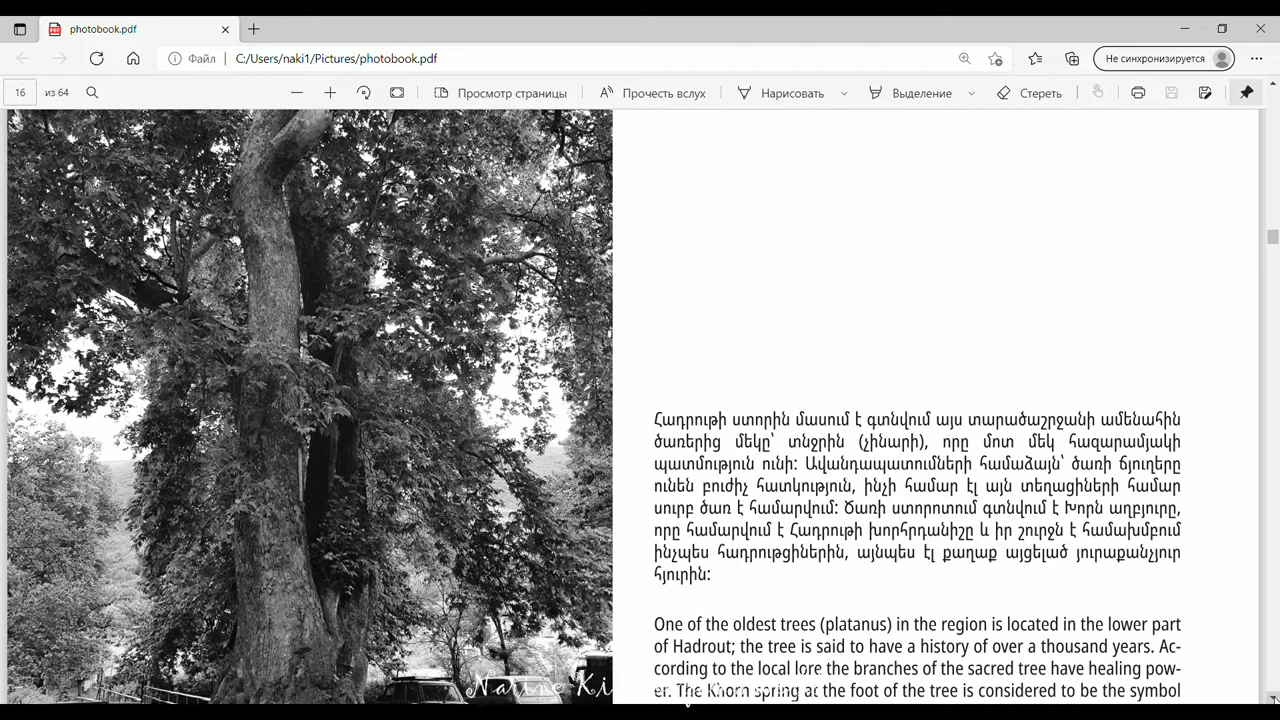 photobook.pdf
Файл C:/Users/naki1/Pictures/photobook.pdf Не синхронизируется
16 из 64 Просмотр страницы Прочесть вслух Нарисовать Выделение Стереть
Հադրութի ստորին մասում է գտնվում այս տարածաշրջանի ամենահին
ծառերից մեկը՝ տնջրին (չինարի), որը մոտ մեկ հազարամյակի
պատմություն ունի: Ավանդապատումների համաձայն՝ ծառի ճյուղերը
ունեն բուժիչ հատկություն, ինչի համար էլ այն տեղացիների համար
սուրբ ծառ է համարվում: Ծառի ստորոտում գտնվում է Խորն աղբյուրը,
որը համարվում է Հադրութի խորհրդանիշը և իր շուրջն է համախմբում
ինչպես հադրութցիներին, այնպես էլ քաղաք այցելած յուրաքանչյուր
հյուրին:
One of the oldest trees (platanus) in the region is located in the lower part
of Hadrout; the tree is said to have a history of over a thousand years. Ac-
cording to the local lore the branches of the sacred tree have healing pow-
er. The Khorn spring at the foot of the tree is considered to be the symbol